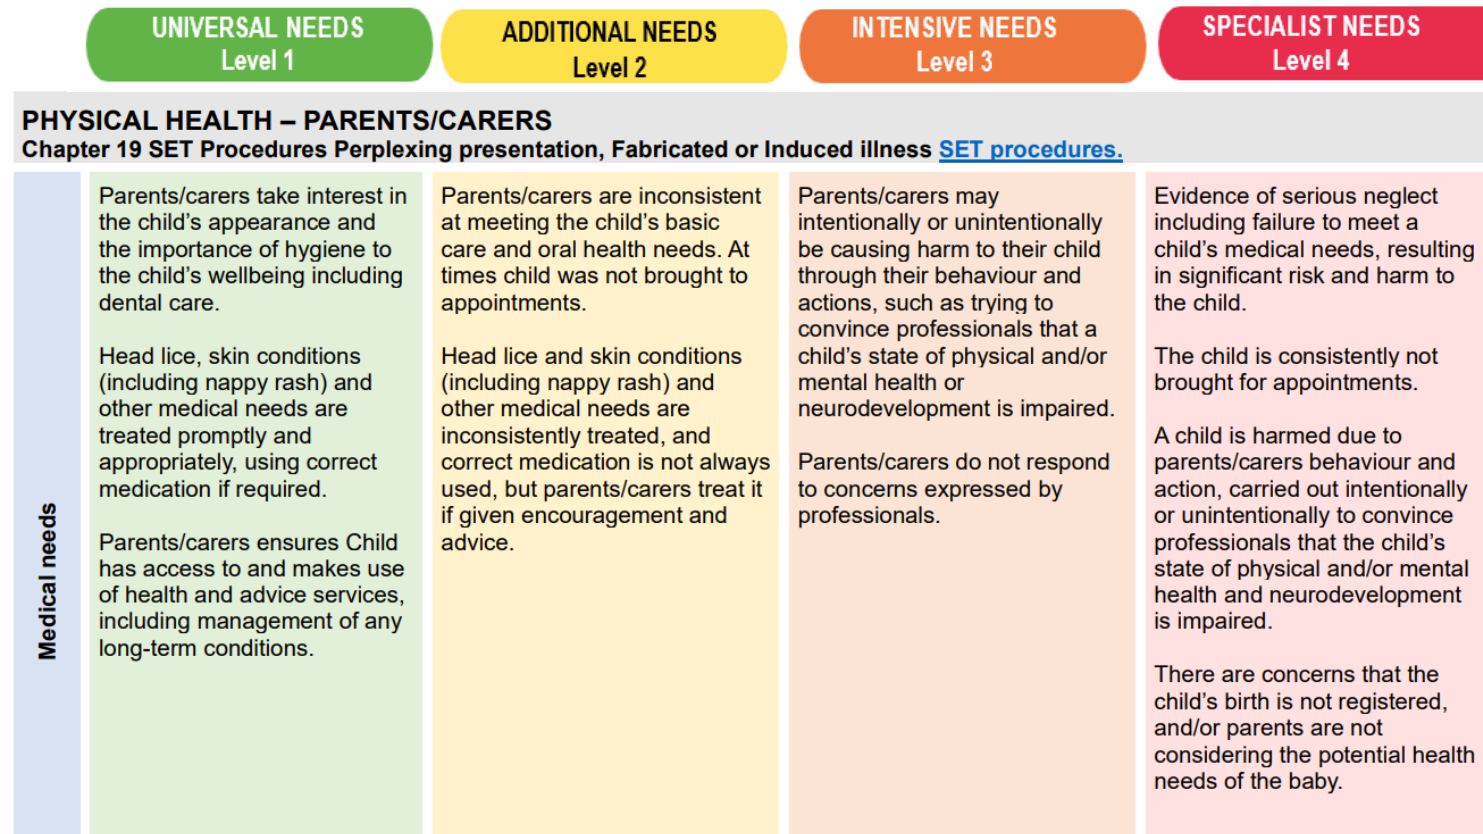 UNIVERSAL NEEDS
Level 1
ADDITIONAL NEEDS
Level 2
INTENSIVE NEEDS
Level 3
SPECIALIST NEEDS
Level 4
PHYSICAL HEALTH – PARENTS/CARERS
Chapter 19 SET Procedures Perplexing presentation, Fabricated or Induced illness SET procedures.
Medical needs
Parents/carers take interest in
the child’s appearance and
the importance of hygiene to
the child’s wellbeing including
dental care.
Head lice, skin conditions
(including nappy rash) and
other medical needs are
treated promptly and
appropriately, using correct
medication if required.
Parents/carers ensures Child
has access to and makes use
of health and advice services,
including management of any
long-term conditions.
Parents/carers are inconsistent
at meeting the child’s basic
care and oral health needs. At
times child was not brought to
appointments.
Head lice and skin conditions
(including nappy rash) and
other medical needs are
inconsistently treated, and
correct medication is not always
used, but parents/carers treat it
if given encouragement and
advice.
Parents/carers may
intentionally or unintentionally
be causing harm to their child
through their behaviour and
actions, such as trying to
convince professionals that a
child’s state of physical and/or
mental health or
neurodevelopment is impaired.
Parents/carers do not respond
to concerns expressed by
professionals.
Evidence of serious neglect
including failure to meet a
child’s medical needs, resulting
in significant risk and harm to
the child.
The child is consistently not
brought for appointments.
A child is harmed due to
parents/carers behaviour and
action, carried out intentionally
or unintentionally to convince
professionals that the child’s
state of physical and/or mental
health and neurodevelopment
is impaired.
There are concerns that the
child’s birth is not registered,
and/or parents are not
considering the potential health
needs of the baby.